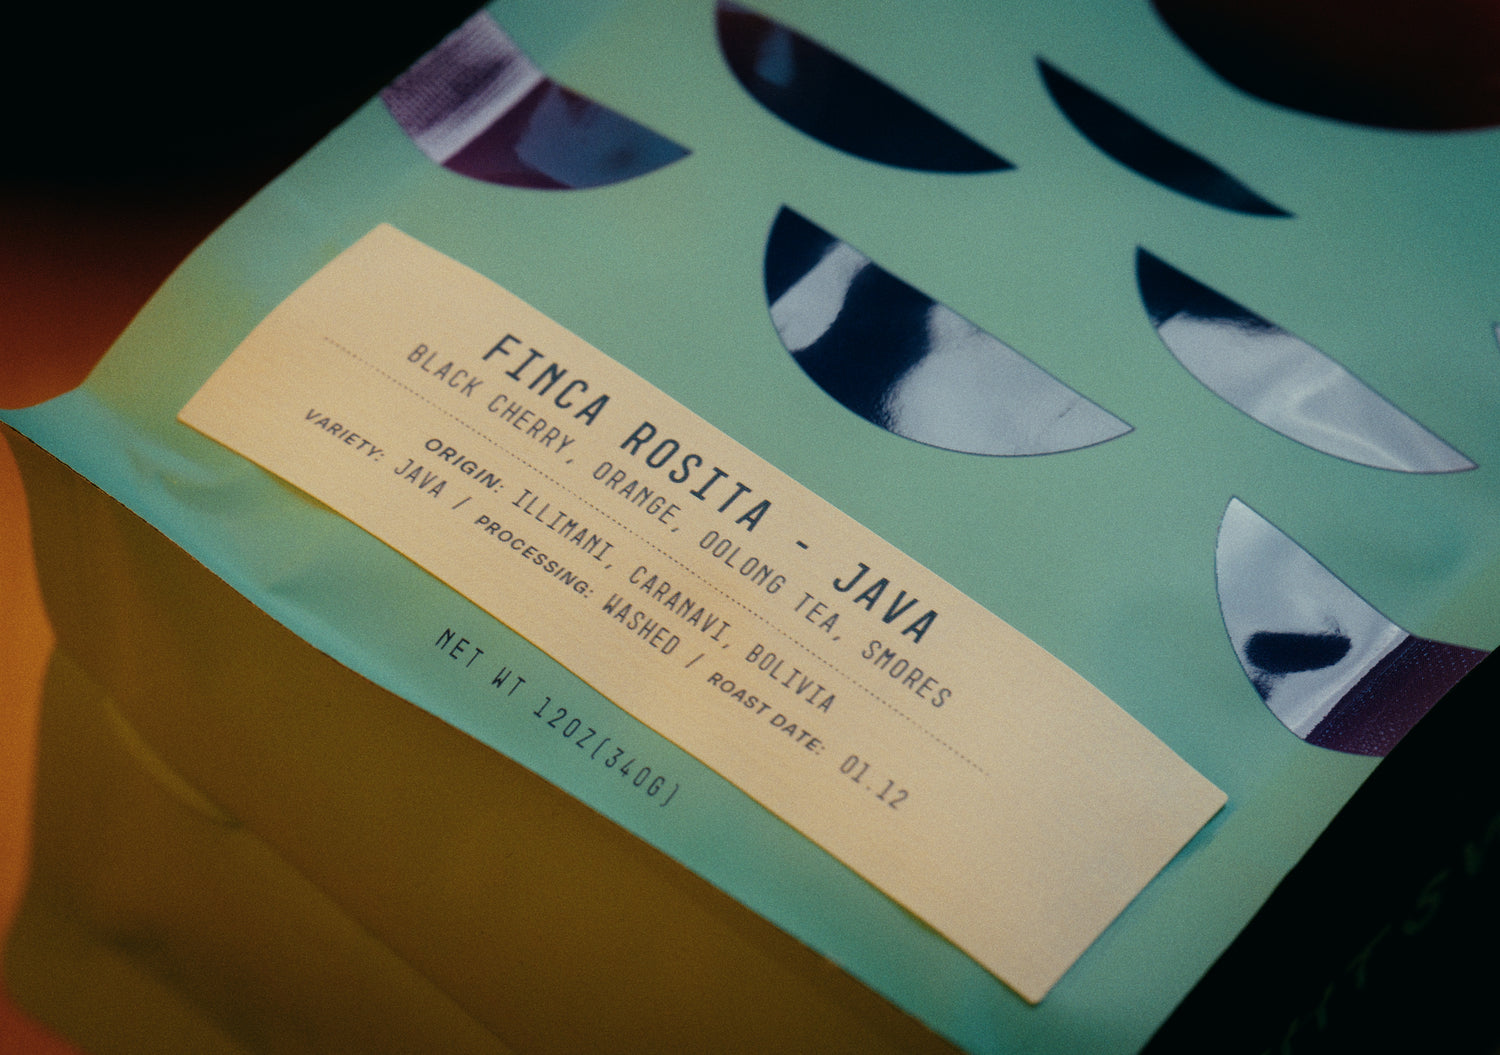 FINCA ROSITA - JAVA
BLACK CHERRY, ORANGE, OOLONG TEA, SMORES
ORIGIN: ILLIMANI, CARANAVI, BOLIVIA
VARIETY: JAVA / PROCESSING: WASHED / ROAST DATE: 01.12
NET WT 12OZ(340G)